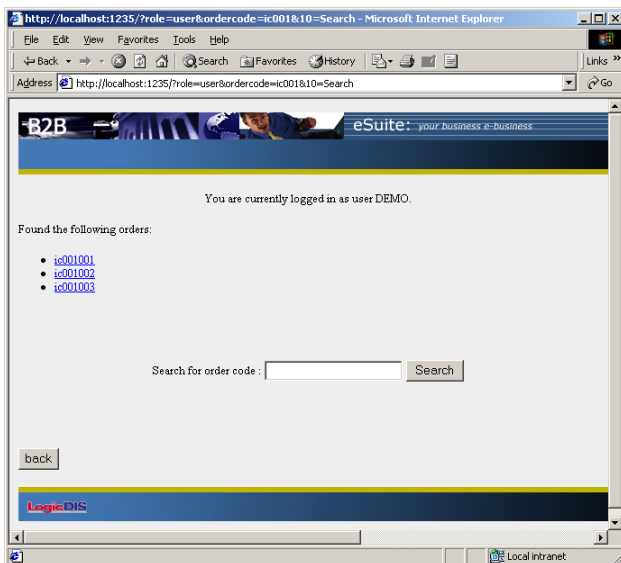 http://localhost:1235/?role=user&ordercode=ic001&10=Search - Microsoft Internet Explorer
File Edit View Favorites Tools Help
Back Search Favorites History Links »
Address http://localhost:1235/?role=user&ordercode=ic001&10=Search Go
B2B eSuite: your business e-business
You are currently logged in as user DEMO.
Found the following orders:
ic001001
ic001002
ic001003
Search for order code : Search
back
LogicDIS
Local intranet